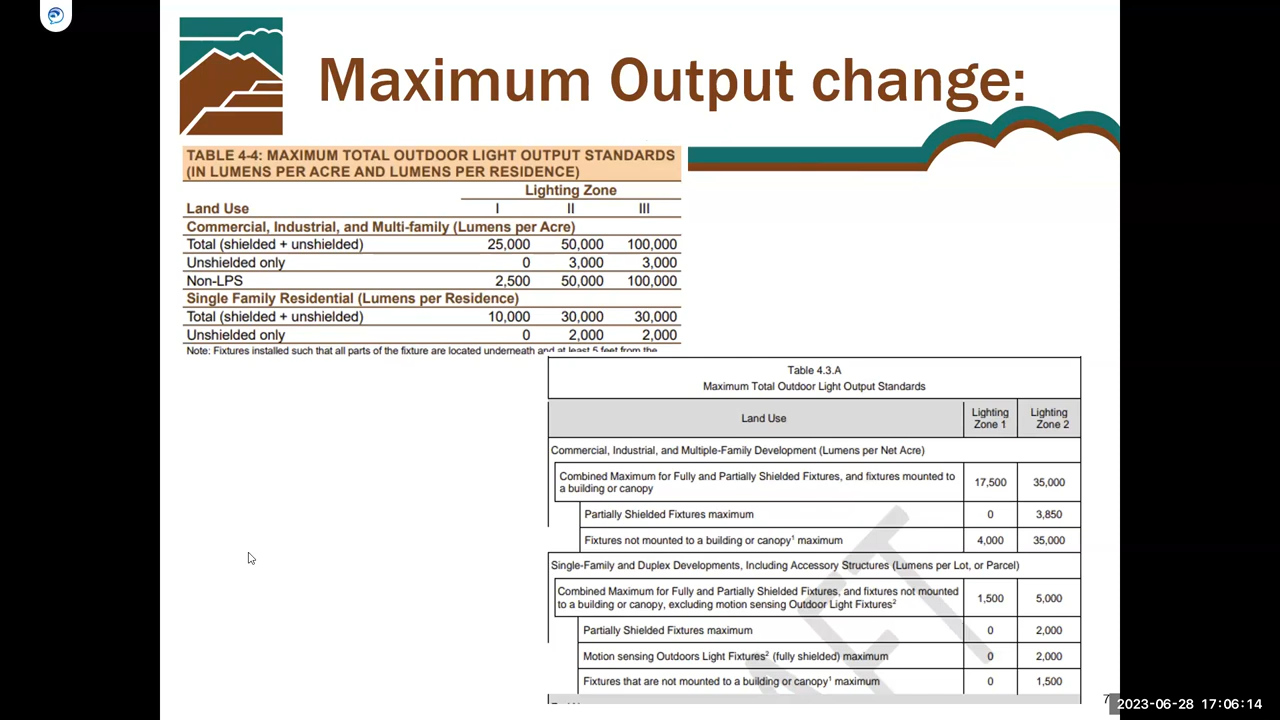 Maximum Output change:
TABLE 4-4: MAXIMUM TOTAL OUTDOOR LIGHT OUTPUT STANDARDS
(IN LUMENS PER ACRE AND LUMENS PER RESIDENCE)
Lighting Zone
Land Use I II III
Commercial, Industrial, and Multi-family (Lumens per Acre)
Total (shielded + unshielded) 25,000 50,000 100,000
Unshielded only 0 3,000 3,000
Non-LPS 2,500 50,000 100,000
Single Family Residential (Lumens per Residence)
Total (shielded + unshielded) 10,000 30,000 30,000
Unshielded only 0 2,000 2,000
Note: Fixtures installed such that all parts of the fixture are located underneath and at least 5 feet from the
Table 4.3.A
Maximum Total Outdoor Light Output Standards
Land Use Lighting Zone 1 Lighting Zone 2
Commercial, Industrial, and Multiple-Family Development (Lumens per Net Acre)
Combined Maximum for Fully and Partially Shielded Fixtures, and fixtures mounted to
a building or canopy 17,500 35,000
Partially Shielded Fixtures maximum 0 3,850
Fixtures not mounted to a building or canopy¹ maximum 4,000 35,000
Single-Family and Duplex Developments, Including Accessory Structures (Lumens per Lot, or Parcel)
Combined Maximum for Fully and Partially Shielded Fixtures, and fixtures not mounted
to a building or canopy, excluding motion sensing Outdoor Light Fixtures² 1,500 5,000
Partially Shielded Fixtures maximum 0 2,000
Motion sensing Outdoors Light Fixtures² (fully shielded) maximum 0 2,000
Fixtures that are not mounted to a building or canopy¹ maximum 0 1,500
7
2023-06-28 17:06:14